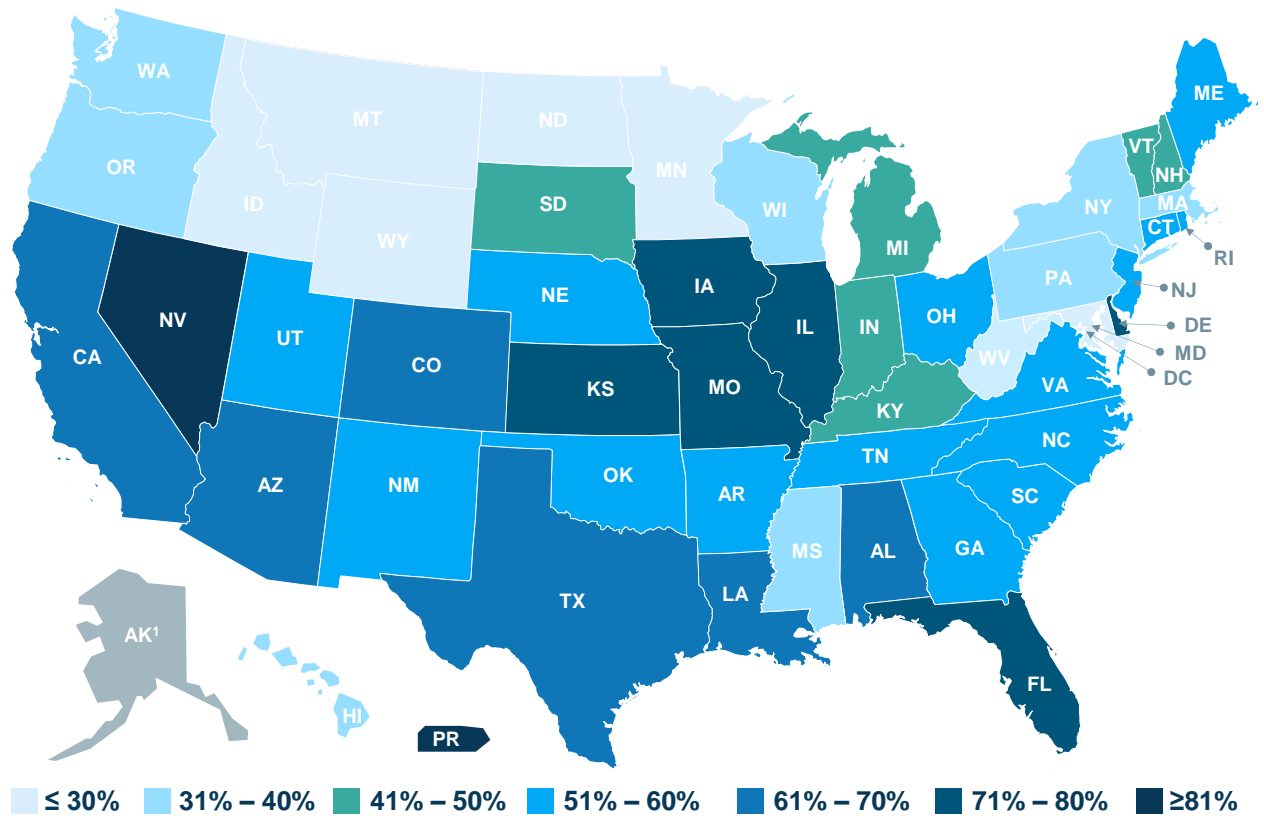 WA
MT
ND
MN
ME
OR
ID
WY
SD
WI
MI
VT
NH
NY
MA
CT
RI
NV
UT
NE
IA
IL
IN
OH
PA
NJ
DE
MD
DC
CA
CO
KS
MO
WV
VA
KY
AZ
NM
OK
AR
TN
NC
SC
TX
LA
MS
AL
GA
FL
AK¹
HI
PR
≤ 30% 31% – 40% 41% – 50% 51% – 60% 61% – 70% 71% – 80% ≥81%